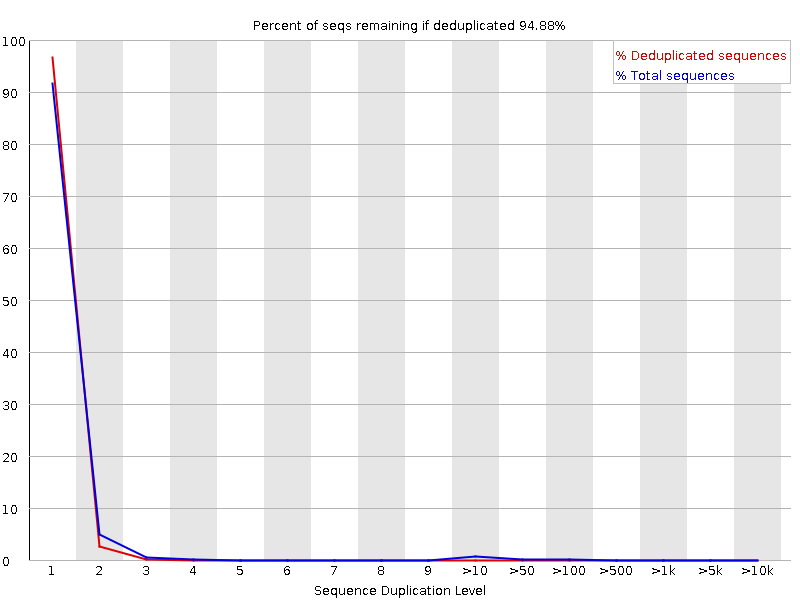 Percent of seqs remaining if deduplicated 94.88%
% Deduplicated sequences
% Total sequences
100
90
80
70
60
50
40
30
20
10
0
1 2 3 4 5 6 7 8 9 >10 >50 >100 >500 >1k >5k >10k
Sequence Duplication Level